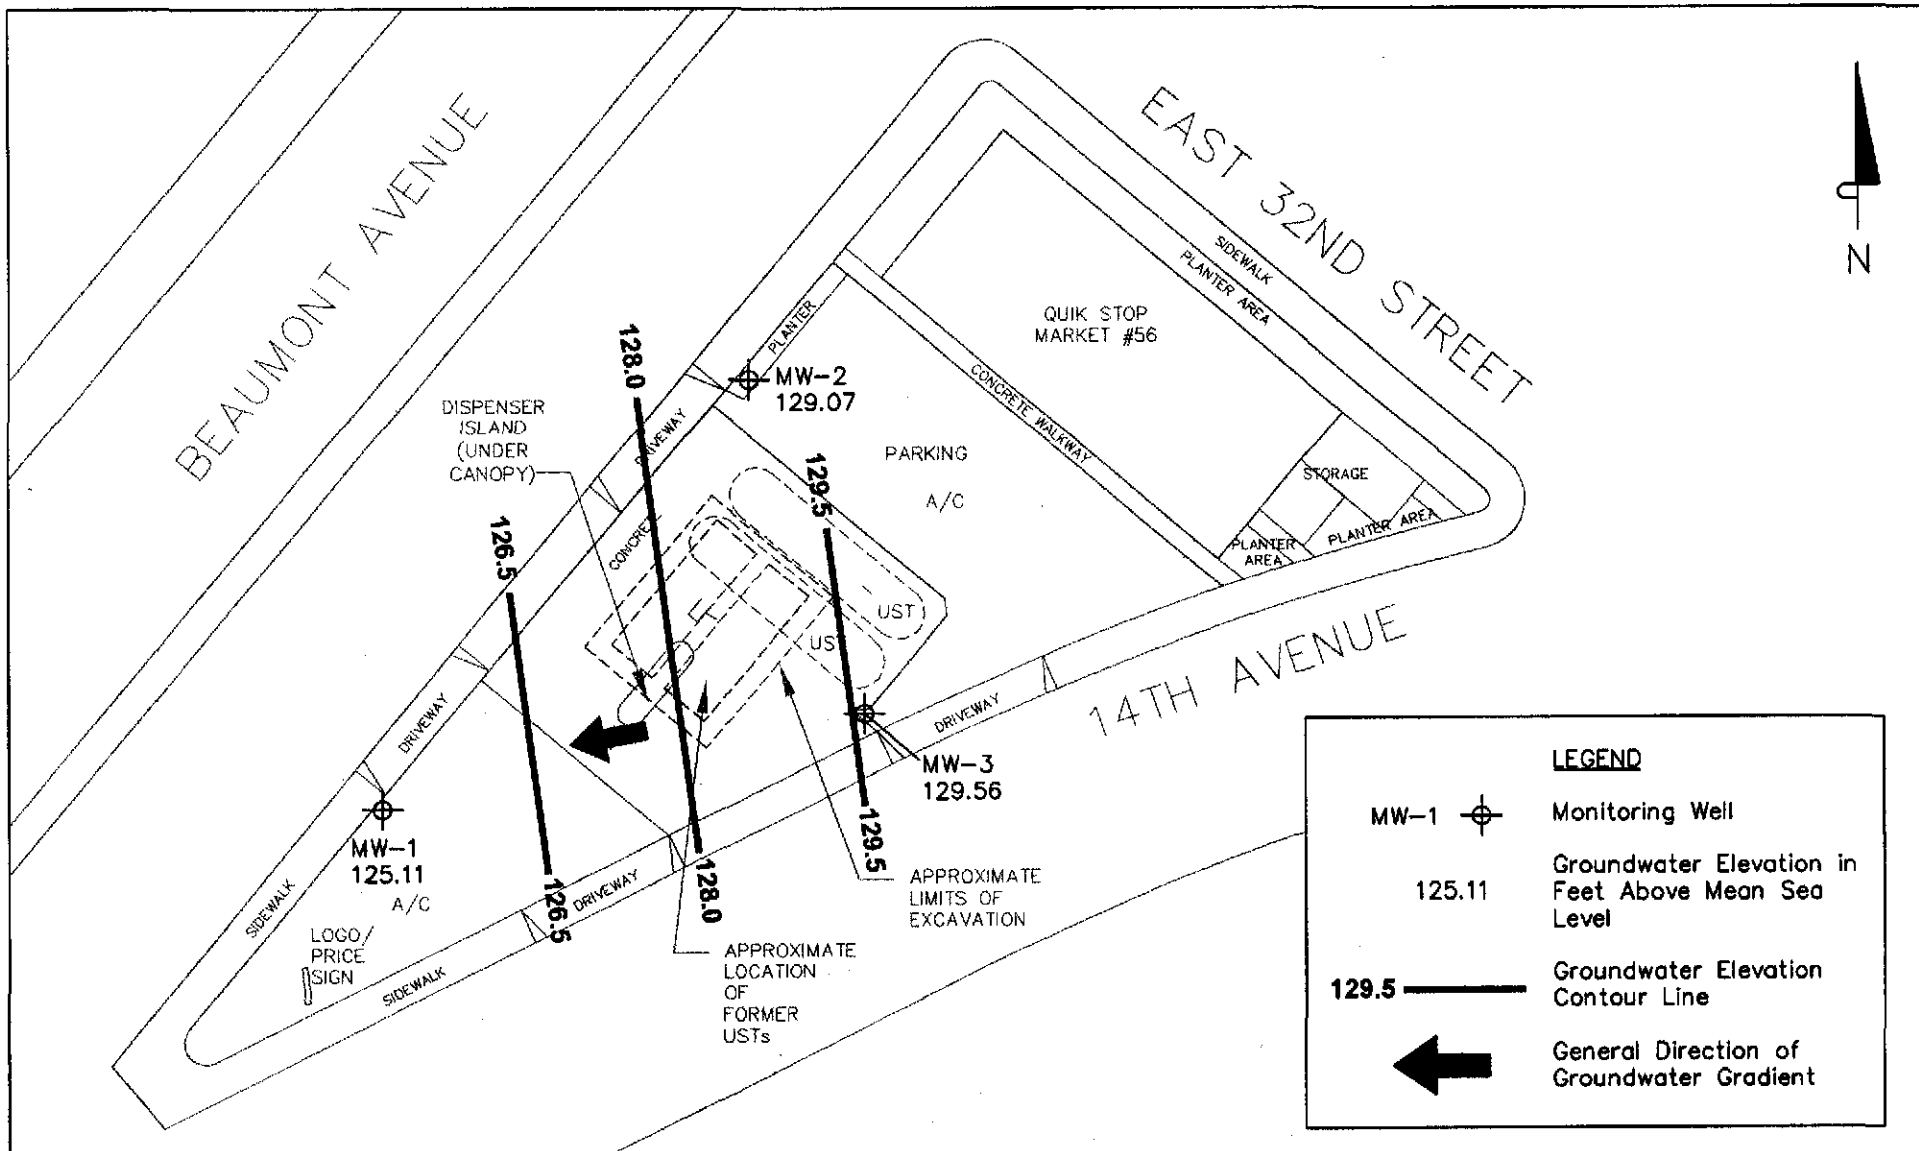 BEAUMONT AVENUE
EAST 32ND STREET
N
SIDEWALK
PLANTER AREA
QUIK STOP
MARKET #56
PLANTER
128.0
MW-2
129.07
CONCRETE WALKWAY
DISPENSER
ISLAND
(UNDER
CANOPY)
DRIVEWAY
PARKING
A/C
129.5
STORAGE
PLANTER AREA
PLANTER
AREA
126.5
CONCRETE
UST
US
14TH AVENUE
DRIVEWAY
DRIVEWAY
MW-3
129.56
MW-1
125.11
A/C
129.5
128.0
126.5
DRIVEWAY
APPROXIMATE
LIMITS OF
EXCAVATION
SIDEWALK
LOGO/
PRICE
SIGN
SIDEWALK
APPROXIMATE
LOCATION
OF
FORMER
USTs
LEGEND
MW-1
Monitoring Well
125.11
Groundwater Elevation in
Feet Above Mean Sea
Level
129.5
Groundwater Elevation
Contour Line
General Direction of
Groundwater Gradient